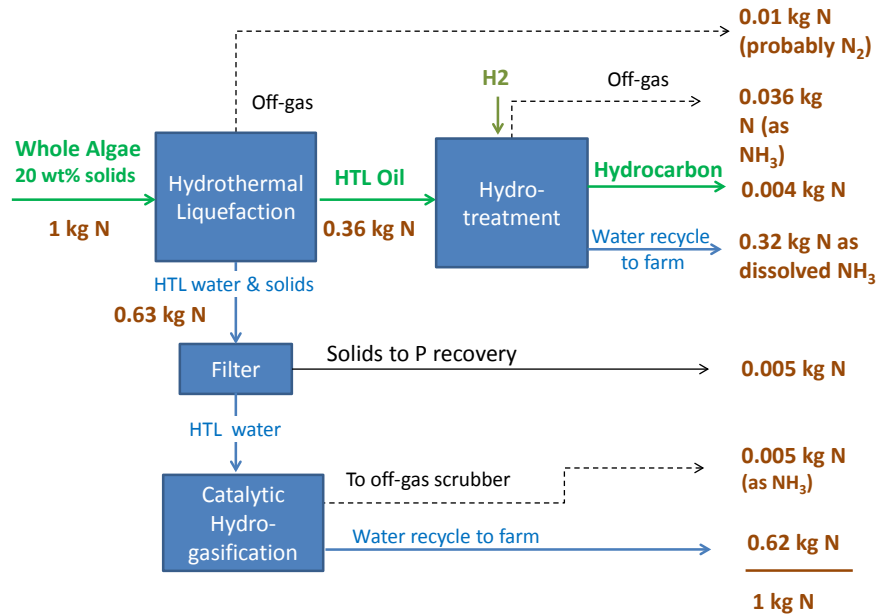 0.01 kg N
(probably N₂)
Off-gas
H2
Off-gas
0.036 kg
N (as
NH₃)
Whole Algae
20 wt% solids
1 kg N
Hydrothermal
Liquefaction
HTL Oil
0.36 kg N
Hydro-
treatment
Hydrocarbon
0.004 kg N
Water recycle
to farm
0.32 kg N as
dissolved NH₃
HTL water & solids
0.63 kg N
Filter
Solids to P recovery
0.005 kg N
HTL water
Catalytic
Hydro-
gasification
To off-gas scrubber
0.005 kg N
(as NH₃)
Water recycle to farm
0.62 kg N
1 kg N